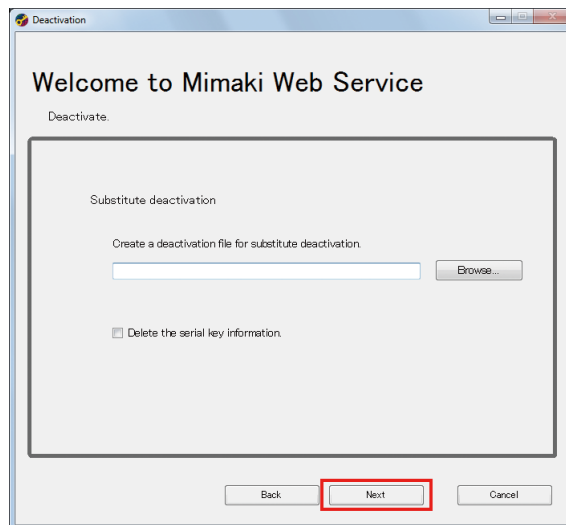 Deactivation
Welcome to Mimaki Web Service
Deactivate.
Substitute deactivation
Create a deactivation file for substitute deactivation.
Browse...
Delete the serial key information.
Back Next Cancel